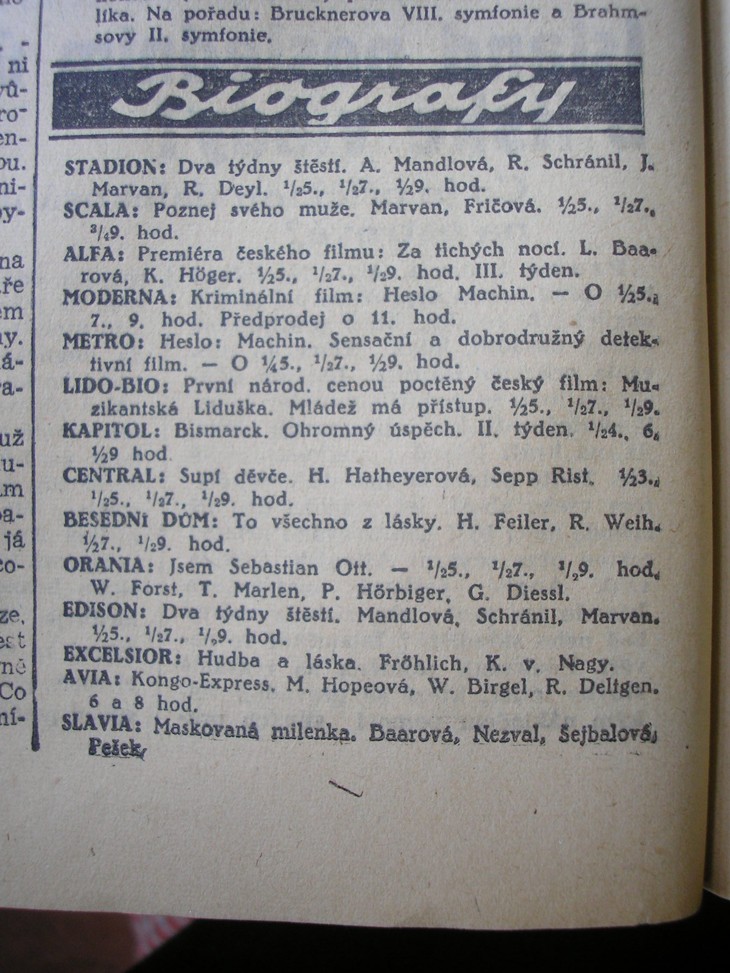 líka. Na pořadu: Brucknerova VIII. symfonie a Brahm-
sovy II. symfonie.
Biografy
STADION: Dva týdny štěstí. A. Mandlová, R. Schránil, J.
Marvan, R. Deyl. ½5., ½7., ½9. hod.
SCALA: Poznej svého muže. Marvan, Fričová. ½5., ½7.,
¾9. hod.
ALFA: Premiéra českého filmu: Za tichých nocí. L. Baa-
rová, K. Höger. ½5., ½7., ½9. hod. III. týden.
MODERNA: Kriminální film: Heslo Machin. — O ½5.,
7., 9. hod. Předprodej o 11. hod.
METRO: Heslo: Machin. Sensační a dobrodružný detek-
tivní film. — O ¼5., ½7., ½9. hod.
LIDO-BIO: První národ. cenou poctěný český film: Mu-
zikantská Liduška. Mládež má přístup. ½5., ½7., ½9.
KAPITOL: Bismarck. Ohromný úspěch. II. týden. ½4., 6.
½9 hod.
CENTRAL: Supí děvče. H. Hatheyerová, Sepp Rist. ½3.,
½5., ½7., ½9. hod.
BESEDNÍ DŮM: To všechno z lásky. H. Feiler, R. Weih.
½7., ½9. hod.
ORANIA: Jsem Sebastian Ott. — ½5., ½7., ½9. hod.
W. Forst, T. Marlen, P. Hörbiger, G. Diessl.
EDISON: Dva týdny štěstí. Mandlová, Schránil, Marvan.
½5., ½7., ½9. hod.
EXCELSIOR: Hudba a láska. Fröhlich, K. v. Nagy.
AVIA: Kongo-Express. M. Hopeová, W. Birgel, R. Deltgen.
6 a 8 hod.
SLAVIA: Maskovaná milenka. Baarová, Nezval, Šejbalová,
Pešek.